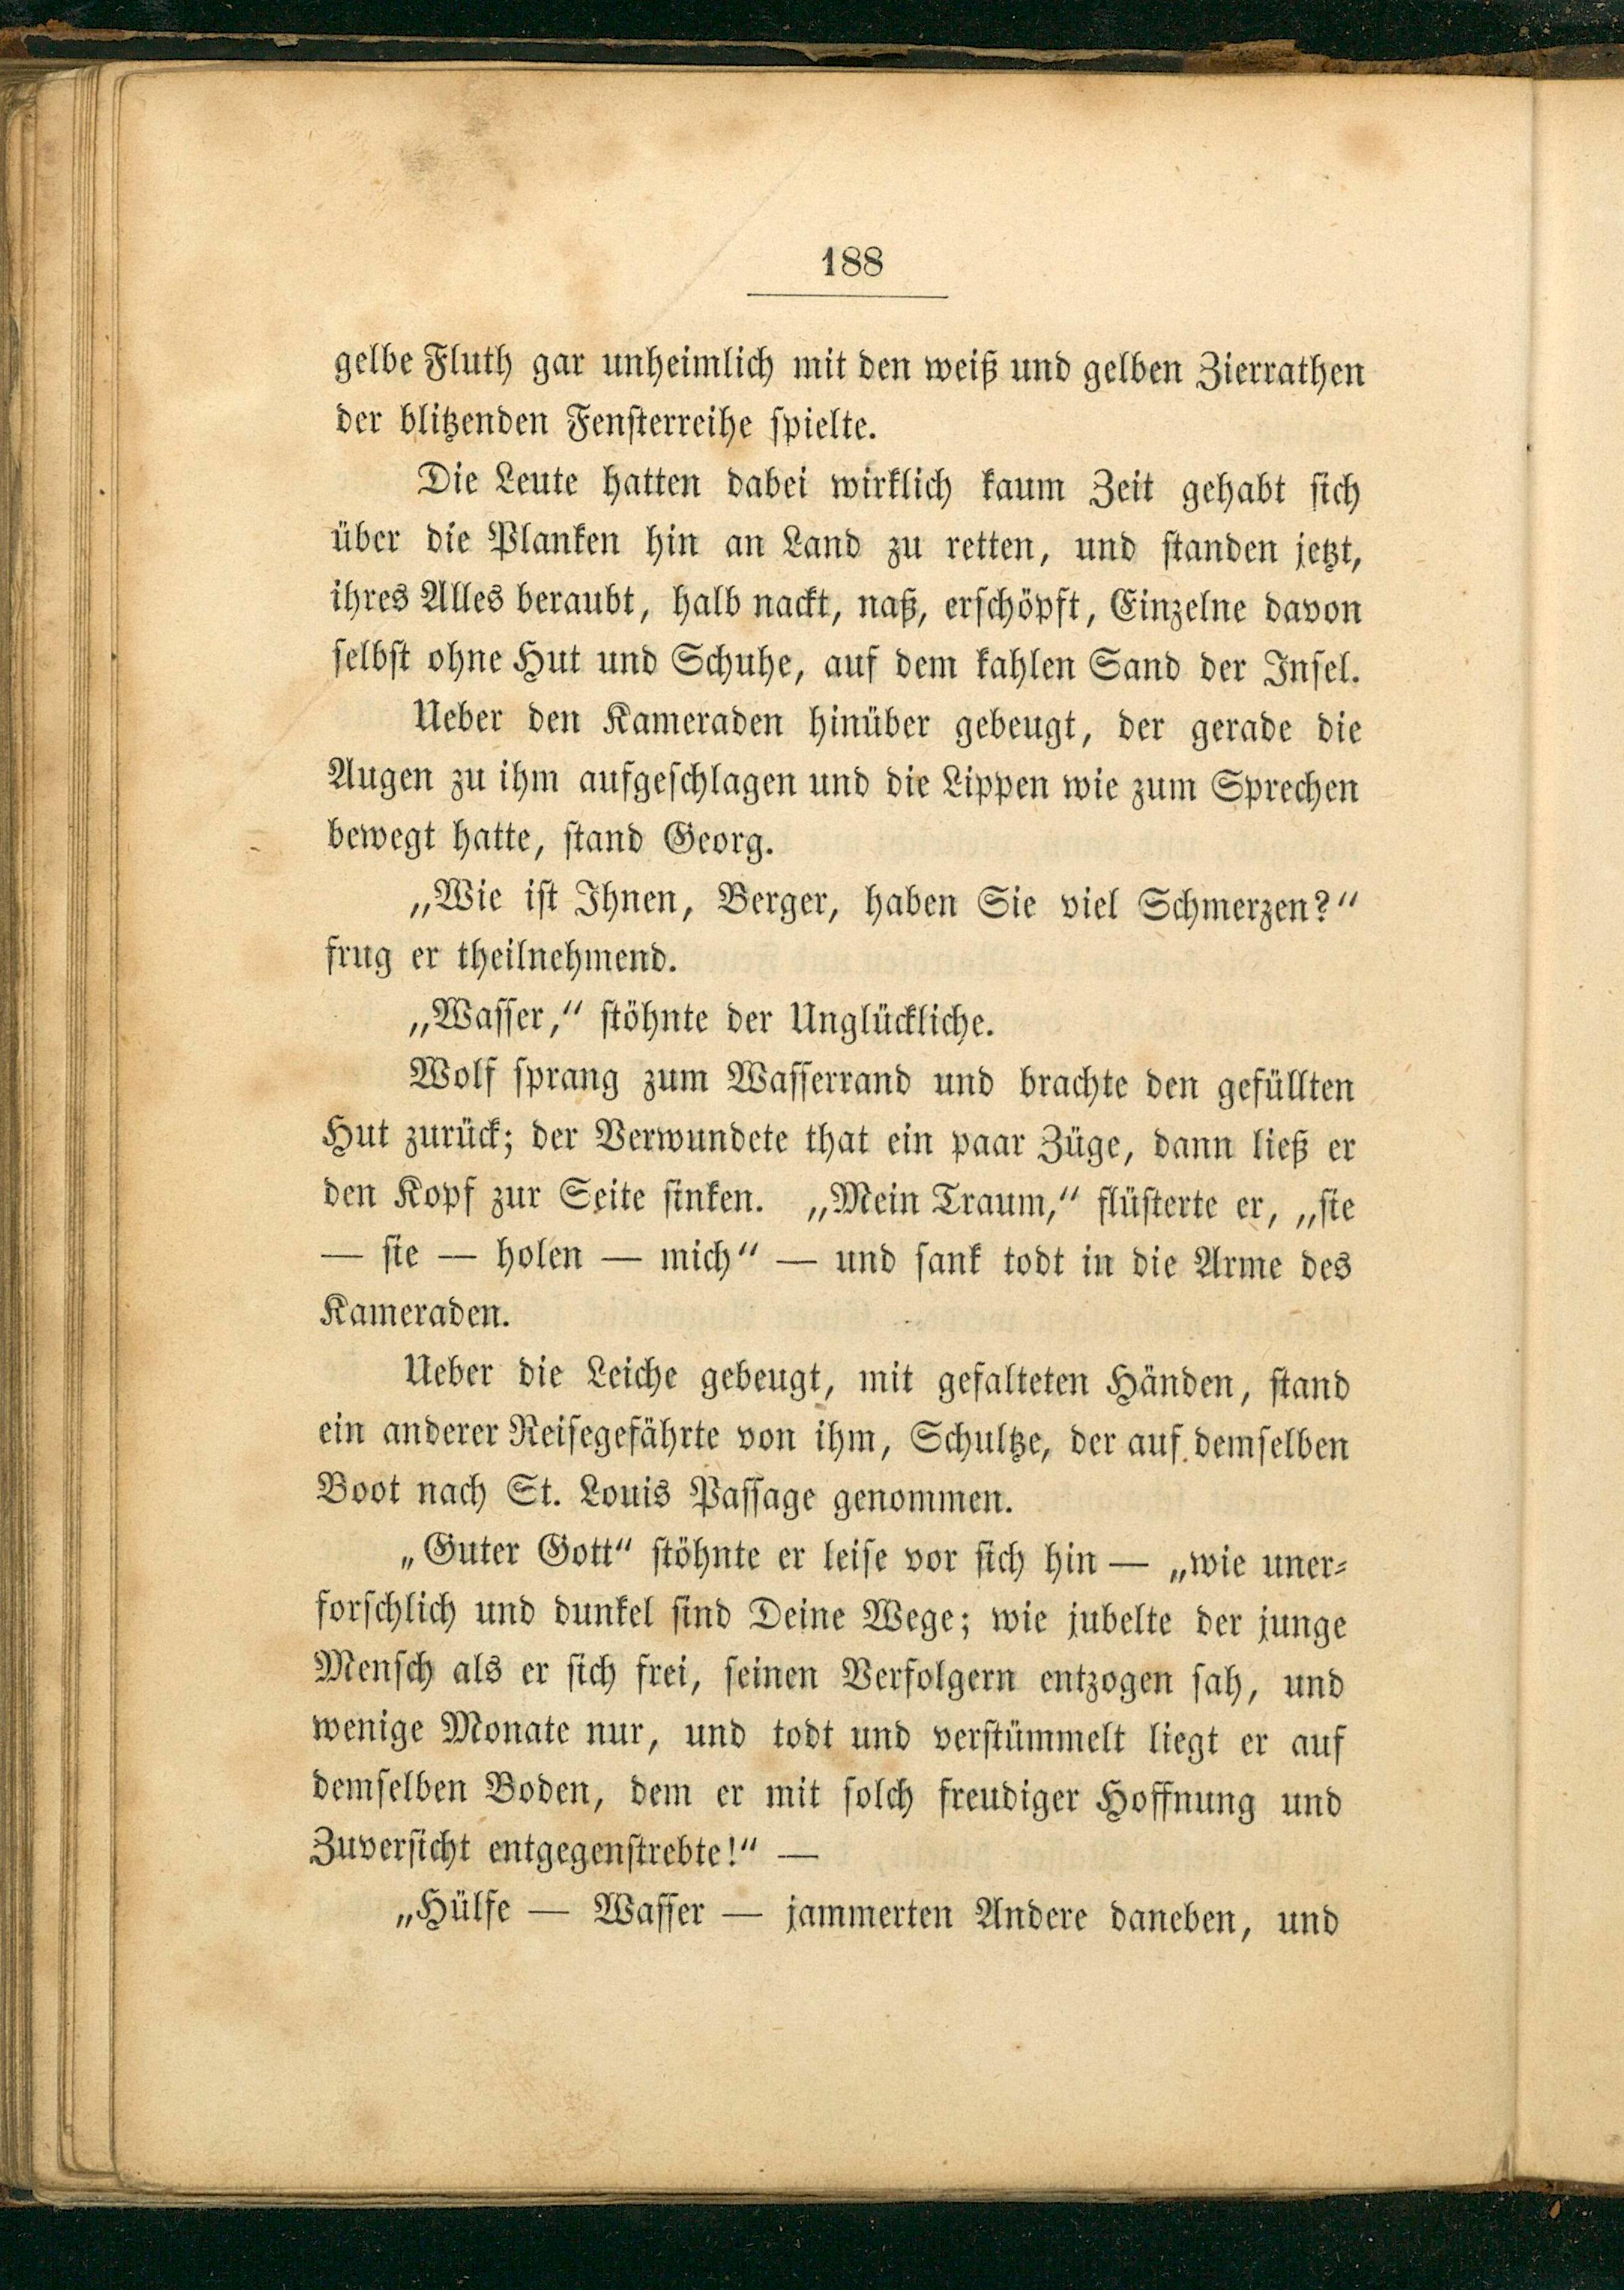 188
gelbe Fluth gar unheimlich mit den weiß und gelben Zierrathen
der blitzenden Fensterreihe spielte.
Die Leute hatten dabei wirklich kaum Zeit gehabt sich
über die Planken hin an Land zu retten, und standen jetzt,
ihres Alles beraubt, halb nackt, naß, erschöpft, Einzelne davon
selbst ohne Hut und Schuhe, auf dem kahlen Sand der Insel.
Ueber den Kameraden hinüber gebeugt, der gerade die
Augen zu ihm aufgeschlagen und die Lippen wie zum Sprechen
bewegt hatte, stand Georg.
„Wie ist Ihnen, Berger, haben Sie viel Schmerzen?“
frug er theilnehmend.
„Wasser,“ stöhnte der Unglückliche.
Wolf sprang zum Wasserrand und brachte den gefüllten
Hut zurück; der Verwundete that ein paar Züge, dann ließ er
den Kopf zur Seite sinken. „Mein Traum,“ flüsterte er, „sie
— sie — holen — mich“ — und sank todt in die Arme des
Kameraden.
Ueber die Leiche gebeugt, mit gefalteten Händen, stand
ein anderer Reisegefährte von ihm, Schultze, der auf demselben
Boot nach St. Louis Passage genommen.
„Guter Gott“ stöhnte er leise vor sich hin — „wie uner-
forschlich und dunkel sind Deine Wege; wie jubelte der junge
Mensch als er sich frei, seinen Verfolgern entzogen sah, und
wenige Monate nur, und todt und verstümmelt liegt er auf
demselben Boden, dem er mit solch freudiger Hoffnung und
Zuversicht entgegenstrebte!“ —
„Hülfe — Wasser — jammerten Andere daneben, und